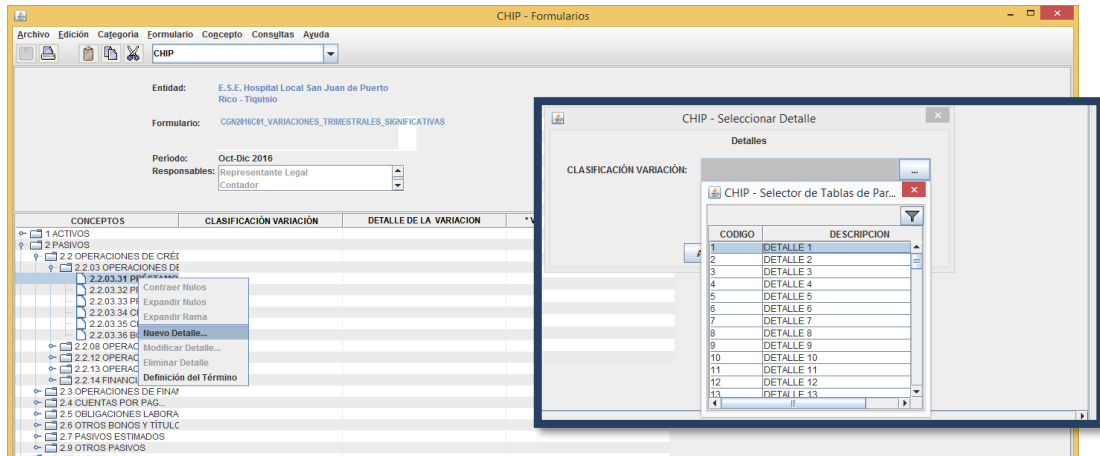 CHIP - Formularios
Archivo Edición Categoria Formulario Concepto Consultas Ayuda
CHIP
Entidad: E.S.E. Hospital Local San Juan de Puerto
Rico - Tiquisio
Formulario: CGN2016C01_VARIACIONES_TRIMESTRALES_SIGNIFICATIVAS
Periodo: Oct-Dic 2016
Responsables: Representante Legal
Contador
CONCEPTOS CLASIFICACIÓN VARIACIÓN DETALLE DE LA VARIACION
1 ACTIVOS
2 PASIVOS
2.2 OPERACIONES DE CRÉD
2.2.03 OPERACIONES DE
2.2.03.31 PRÉSTAMO
2.2.03.32 PR
2.2.03.33 PR
2.2.03.34
2.2.03.35
2.2.03.36
2.2.08 OPERAC
2.2.12 OPERAC
2.2.13 OPERAC
2.2.14 FINANCI
2.3 OPERACIONES DE FINAN
2.4 CUENTAS POR PAG...
2.5 OBLIGACIONES LABORA
2.6 OTROS BONOS Y TÍTULO
2.7 PASIVOS ESTIMADOS
2.9 OTROS PASIVOS
Contraer Nulos
Expandir Nulos
Expandir Rama
Nuevo Detalle...
Modificar Detalle...
Eliminar Detalle
Definición del Término
CHIP - Seleccionar Detalle
Detalles
CLASIFICACIÓN VARIACIÓN: ...
CHIP - Selector de Tablas de Par...
CODIGO DESCRIPCION
1 DETALLE 1
2 DETALLE 2
3 DETALLE 3
4 DETALLE 4
5 DETALLE 5
6 DETALLE 6
7 DETALLE 7
8 DETALLE 8
9 DETALLE 9
10 DETALLE 10
11 DETALLE 11
12 DETALLE 12
13 DETALLE 13